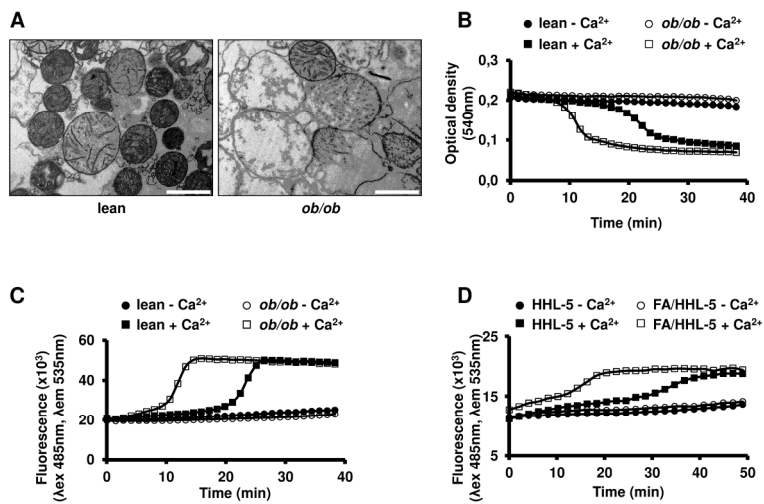 A
lean
ob/ob
B
lean - Ca²⁺
ob/ob - Ca²⁺
lean + Ca²⁺
ob/ob + Ca²⁺
Optical density
(540nm)
0,3
0,2
0,1
0,0
0 10 20 30 40
Time (min)
C
lean - Ca²⁺
ob/ob - Ca²⁺
lean + Ca²⁺
ob/ob + Ca²⁺
Fluorescence (x10³)
(λex 485nm, λem 535nm)
60
40
20
0
0 10 20 30 40
Time (min)
D
HHL-5 - Ca²⁺
FA/HHL-5 - Ca²⁺
HHL-5 + Ca²⁺
FA/HHL-5 + Ca²⁺
Fluorescence (x10³)
(λex 485nm, λem 535nm)
25
15
5
0 10 20 30 40 50
Time (min)